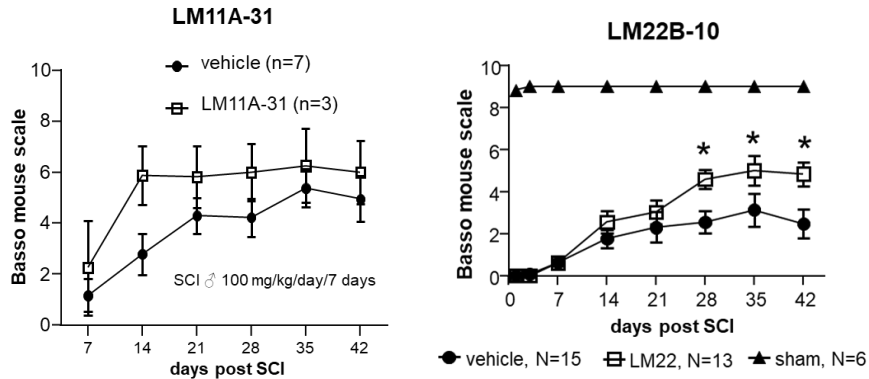 LM11A-31
vehicle (n=7)
LM11A-31 (n=3)
Basso mouse scale
10
8
6
4
2
0
SCI ♂ 100 mg/kg/day/7 days
7 14 21 28 35 42
days post SCI
LM22B-10
Basso mouse scale
10
8
6
4
2
0
* * *
0 7 14 21 28 35 42
days post SCI
vehicle, N=15 LM22, N=13 sham, N=6